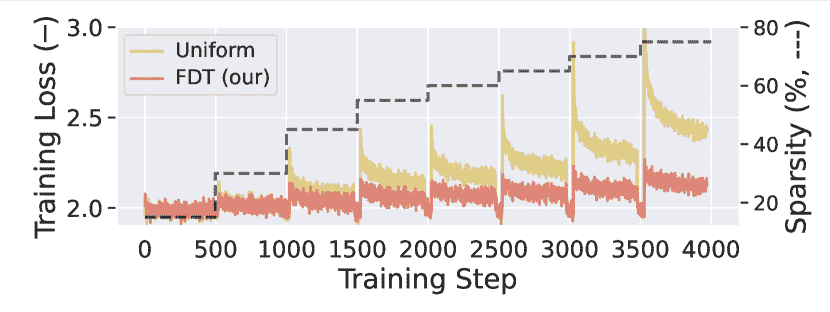 Training Loss (—)
3.0
2.5
2.0
Uniform
FDT (our)
80
60
40
20
Sparsity (%, ---)
0 500 1000 1500 2000 2500 3000 3500 4000
Training Step